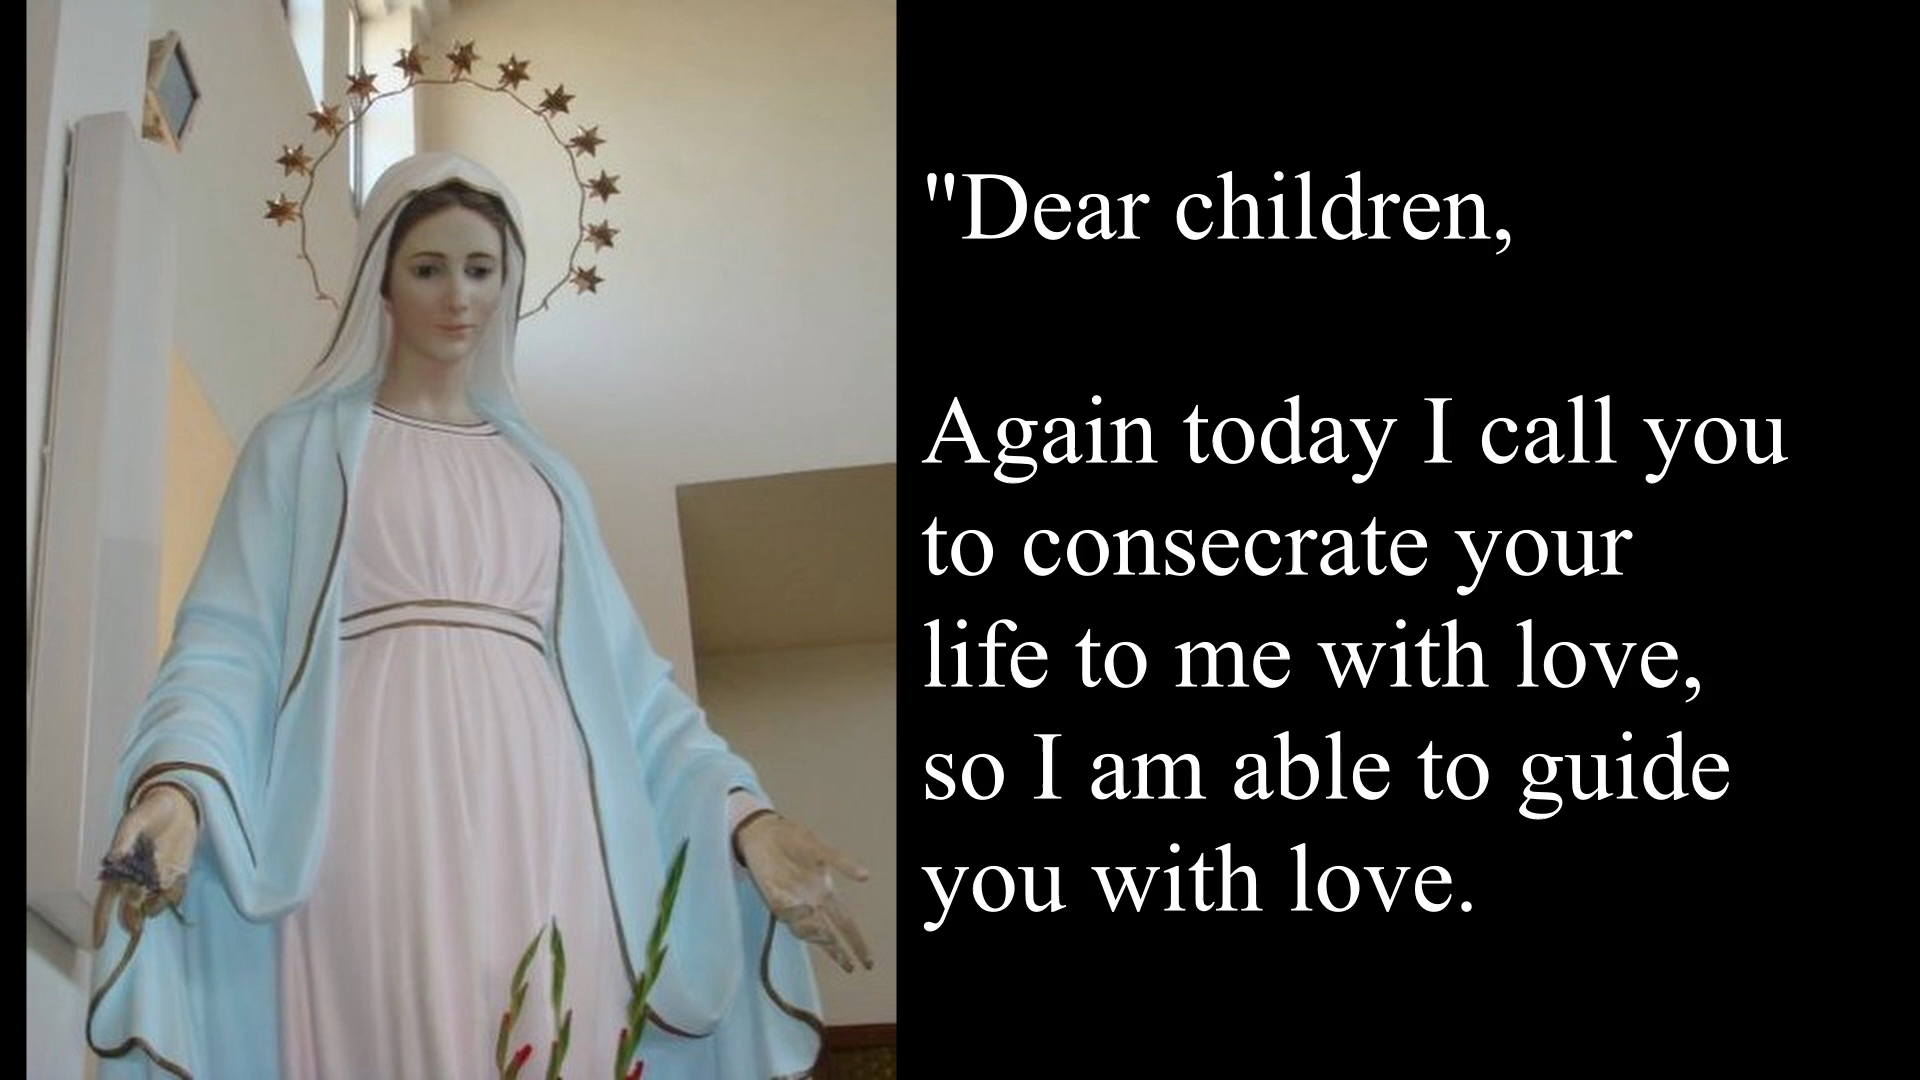 "Dear children,
Again today I call you
to consecrate your
life to me with love,
so I am able to guide
you with love.